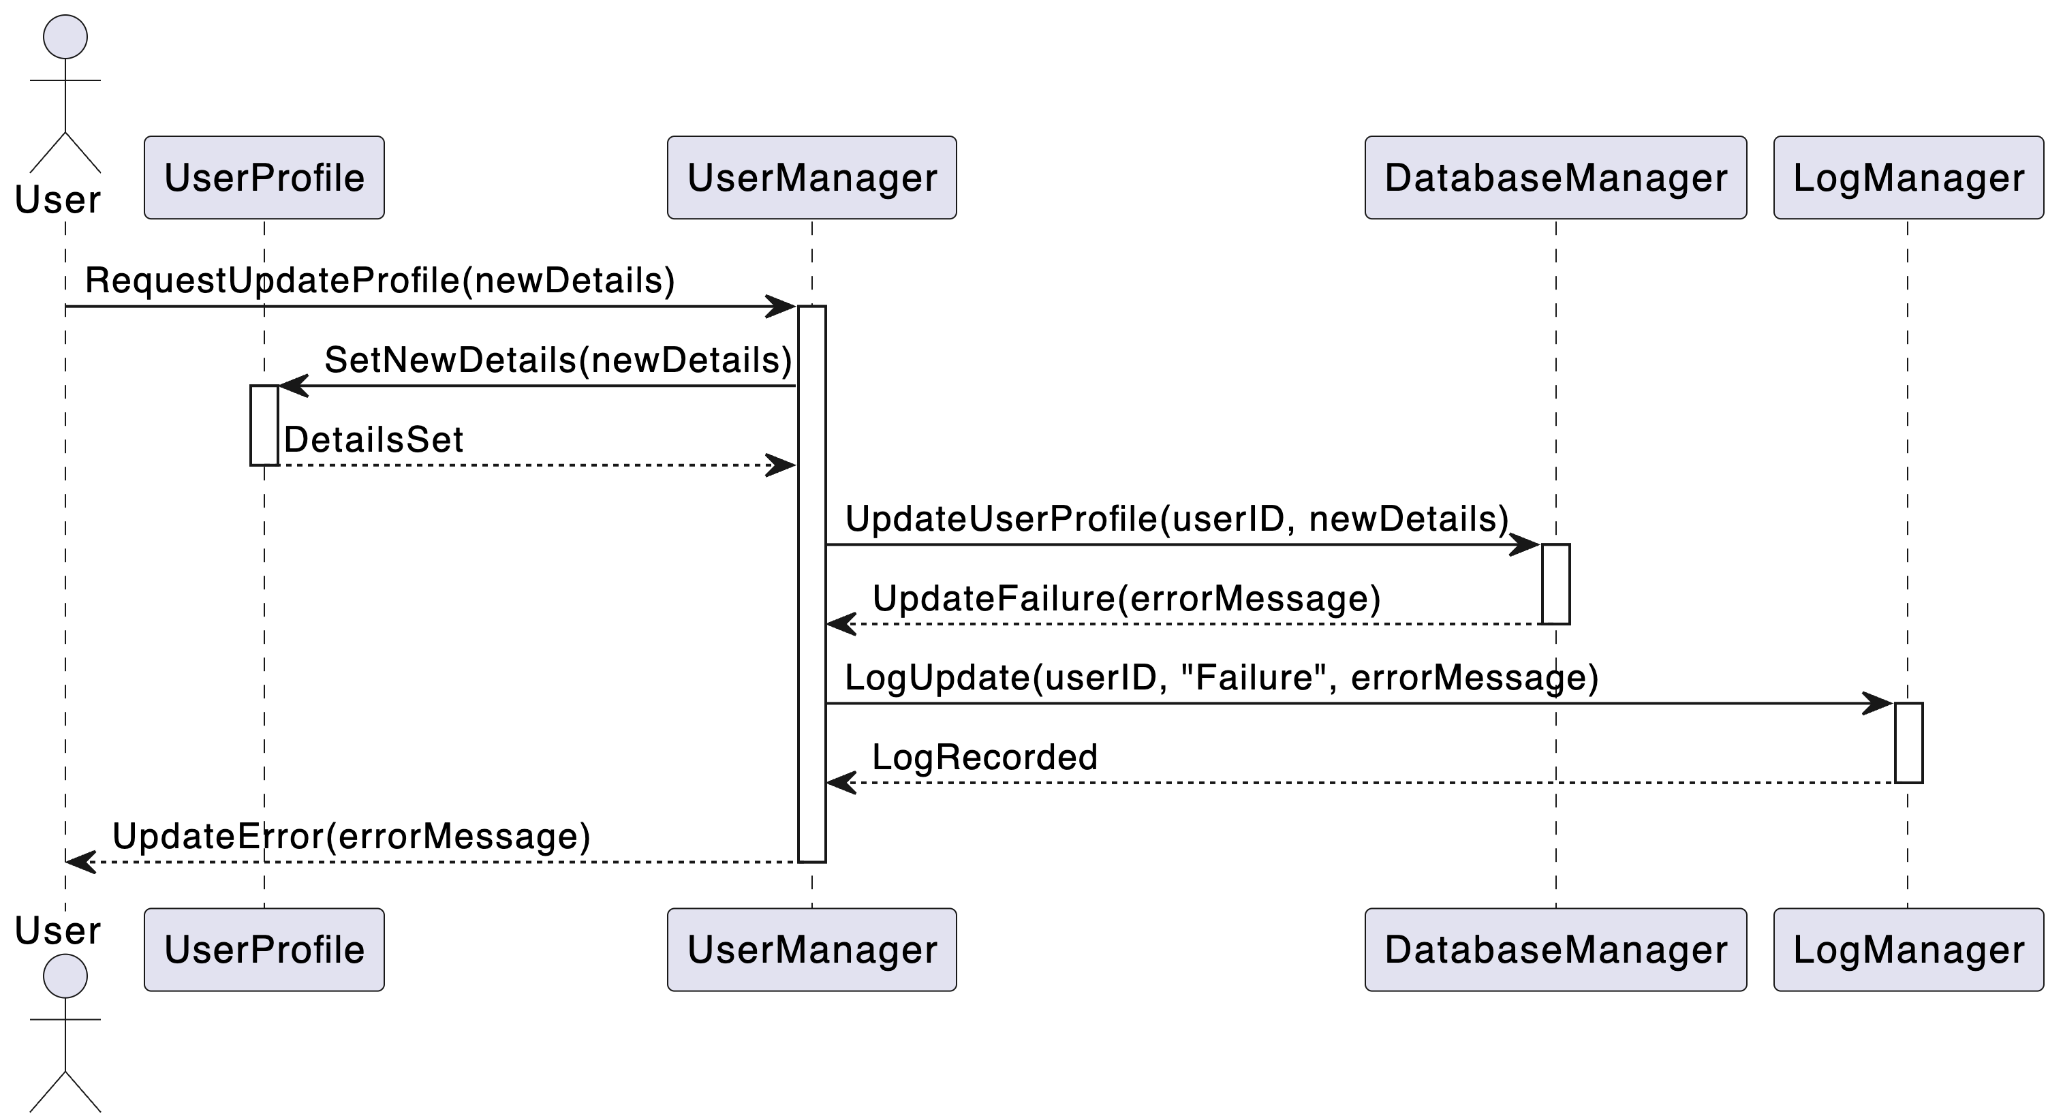 User
UserProfile
UserManager
DatabaseManager
LogManager
RequestUpdateProfile(newDetails)
SetNewDetails(newDetails)
DetailsSet
UpdateUserProfile(userID, newDetails)
UpdateFailure(errorMessage)
LogUpdate(userID, "Failure", errorMessage)
LogRecorded
UpdateError(errorMessage)
User
UserProfile
UserManager
DatabaseManager
LogManager